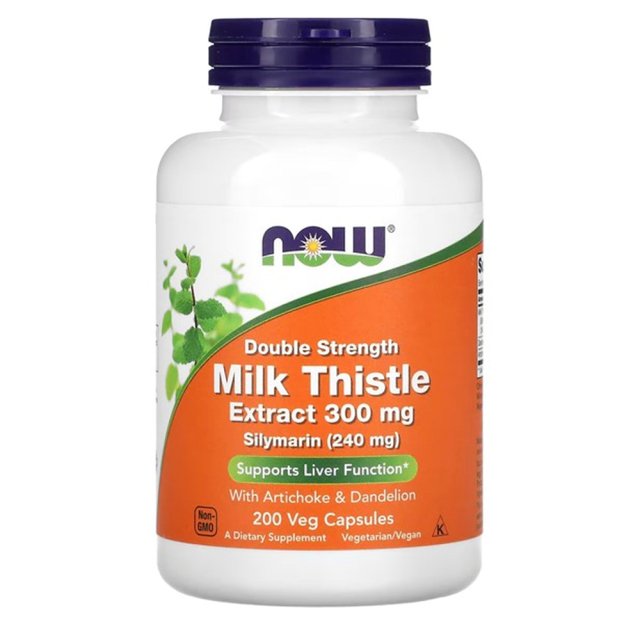 NOW®
Double Strength
Milk Thistle
Extract 300 mg
Silymarin (240 mg)
Supports Liver Function*
With Artichoke & Dandelion
Non-
GMO
200 Veg Capsules
A Dietary Supplement Vegetarian/Vegan
K